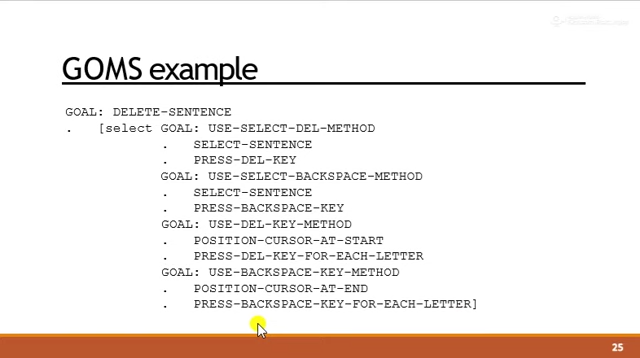 GOMS example
GOAL: DELETE-SENTENCE
. [select GOAL: USE-SELECT-DEL-METHOD
. SELECT-SENTENCE
. PRESS-DEL-KEY
GOAL: USE-SELECT-BACKSPACE-METHOD
. SELECT-SENTENCE
. PRESS-BACKSPACE-KEY
GOAL: USE-DEL-KEY-METHOD
. POSITION-CURSOR-AT-START
. PRESS-DEL-KEY-FOR-EACH-LETTER
GOAL: USE-BACKSPACE-KEY-METHOD
. POSITION-CURSOR-AT-END
. PRESS-BACKSPACE-KEY-FOR-EACH-LETTER]
25